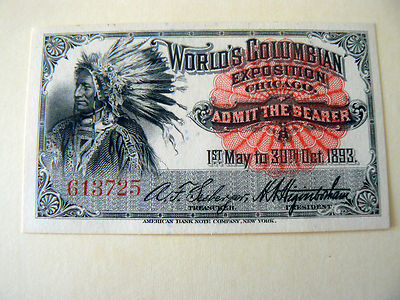 WORLD'S COLUMBIAN
EXPOSITION
CHICAGO.
ADMIT THE BEARER
A
1ST May to 30TH Oct. 1893.
613725
TREASURER.
PRESIDENT
AMERICAN BANK NOTE COMPANY, NEW YORK.